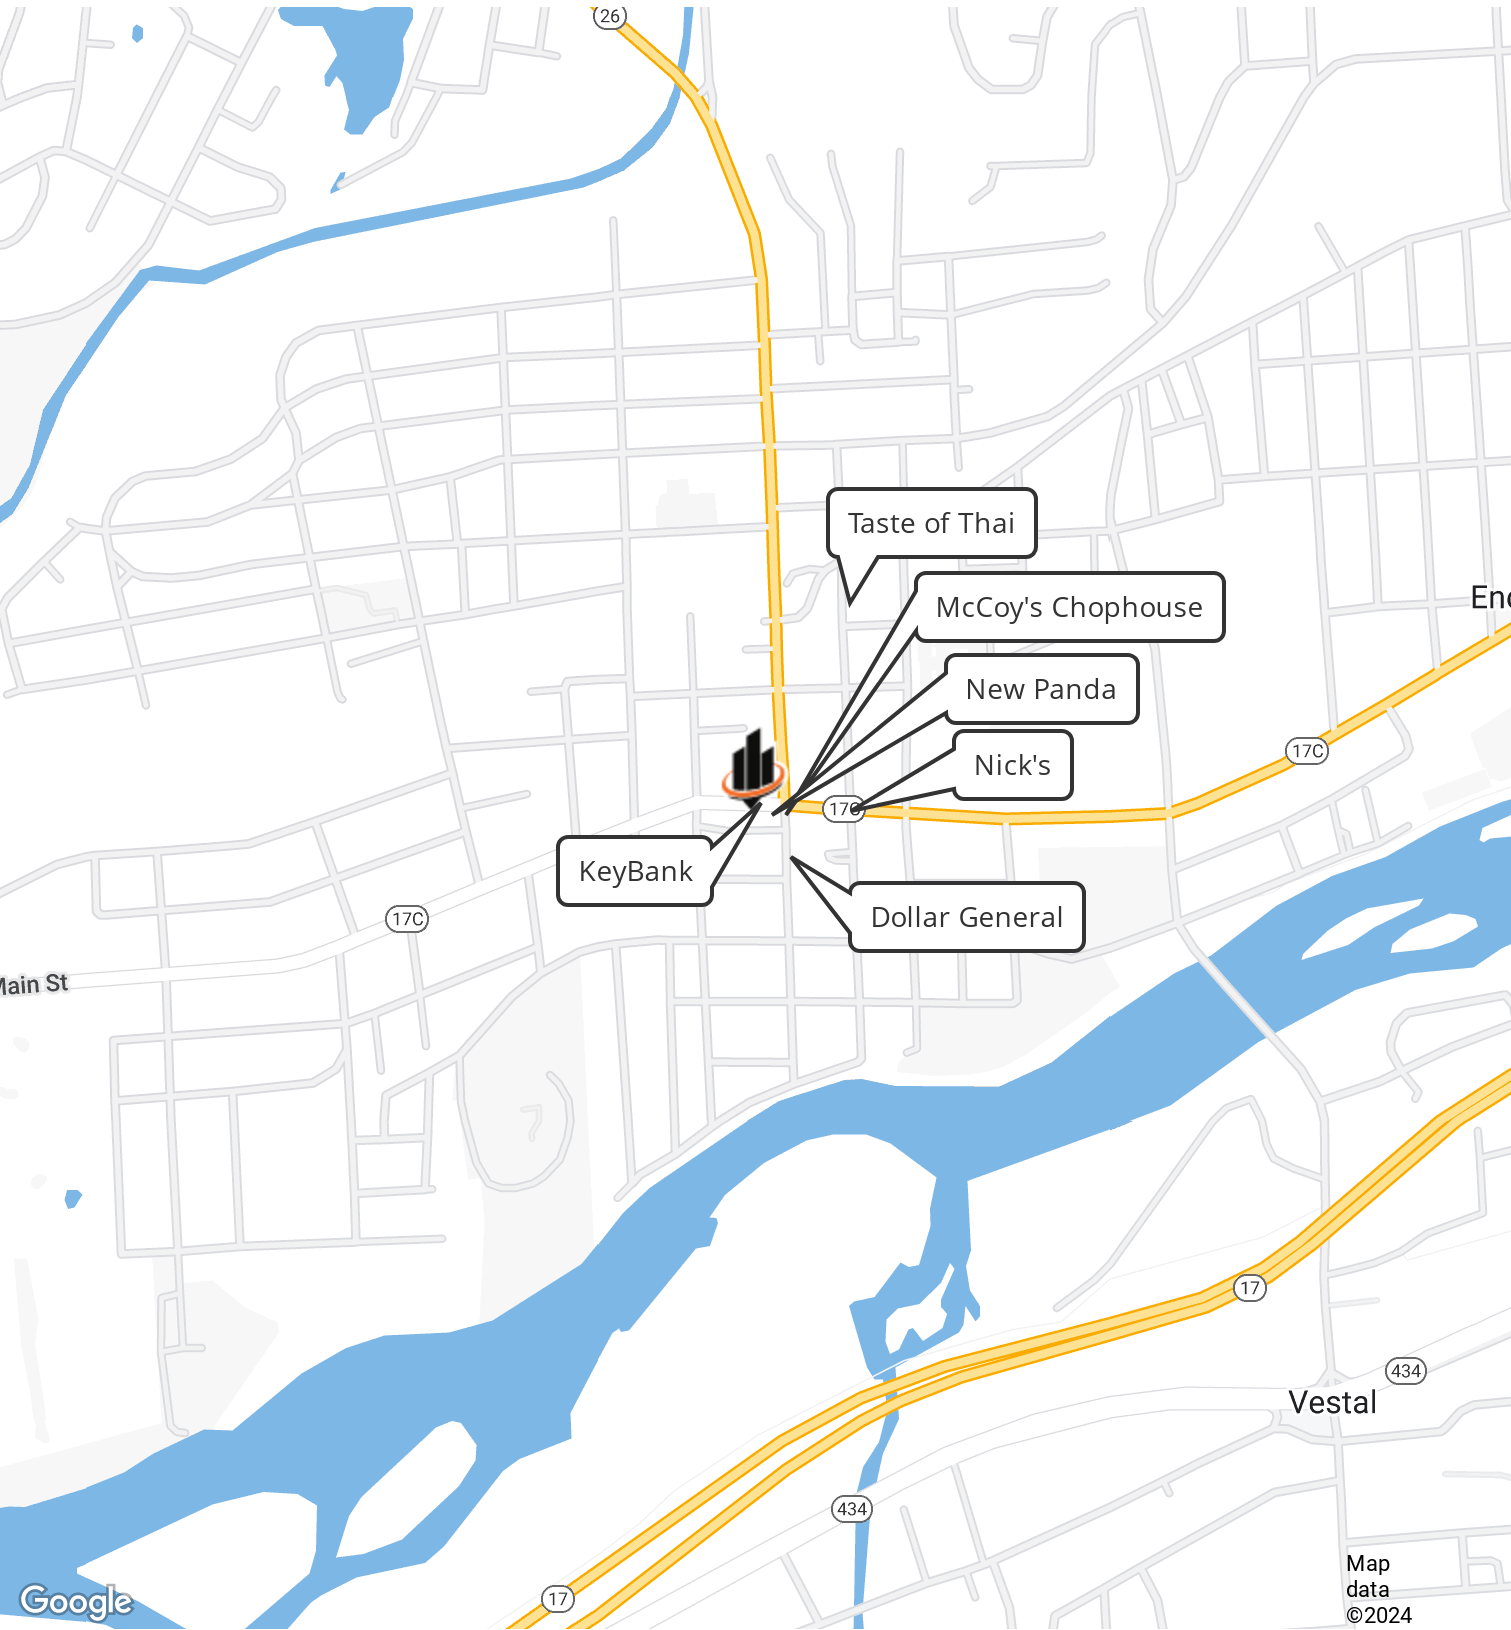 26
Taste of Thai
McCoy's Chophouse
End
New Panda
17C
Nick's
17C
KeyBank
17C
Dollar General
Main St
17
434
Vestal
434
Map
data
©2024
17
Google